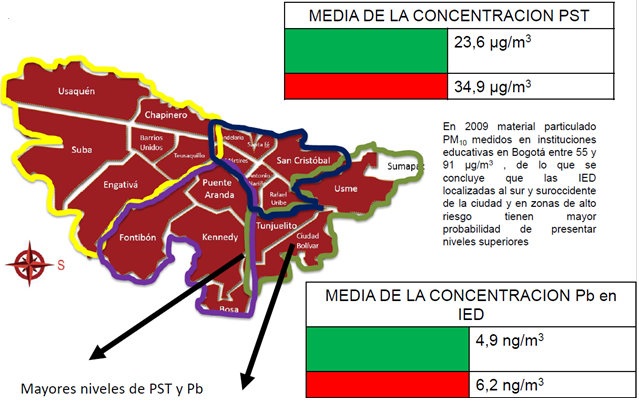 MEDIA DE LA CONCENTRACION PST
23,6 µg/m³
34,9 µg/m³
Usaquén
Chapinero
Suba
Barrios
Unidos
Teusaquillo
Santa fé
Mártires
San Cristóbal
Sumapaz
Engativá
Puente
Aranda
Antonio
Nariño
Rafael
Uribe
Usme
Fontibón
Kennedy
Tunjuelito
Ciudad
Bolívar
Bosa
S
En 2009 material particulado
PM₁₀ medidos en instituciones
educativas en Bogotá entre 55 y
91 µg/m³ , de lo que se
concluye que las IED
localizadas al sur y suroccidente
de la ciudad y en zonas de alto
riesgo tienen mayor
probabilidad de presentar
niveles superiores
MEDIA DE LA CONCENTRACION Pb en
IED
4,9 ng/m³
6,2 ng/m³
Mayores niveles de PST y Pb